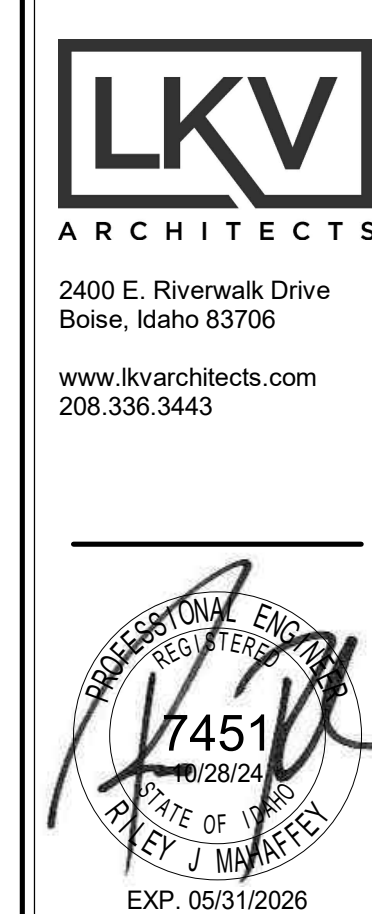 LKV
ARCHITECTS
2400 E. Riverwalk Drive
Boise, Idaho 83706
www.lkvarchitects.com
208.336.3443
PROFESSIONAL ENGINEER
REGISTERED
7451
10/28/24
STATE OF IDAHO
RILEY J MAHAFFEY
EXP. 05/31/2026